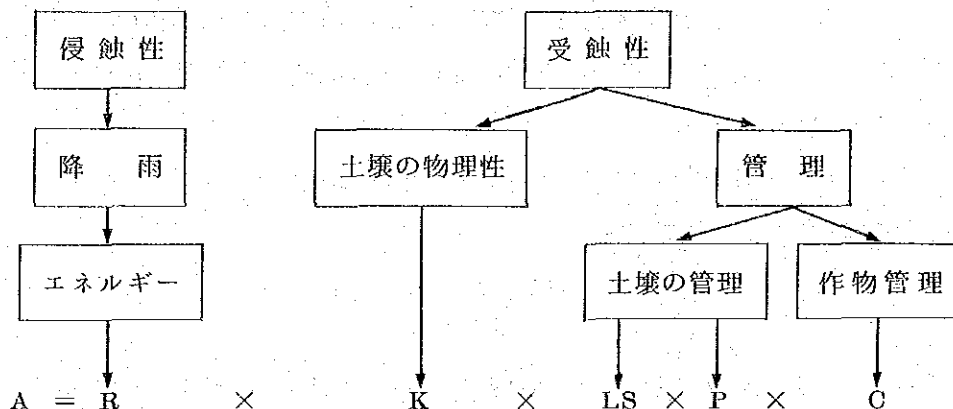 侵蝕性 受蝕性
降雨 土壌の物理性 管理
エネルギー 土壌の管理 作物管理
A = R × K × LS × P × C